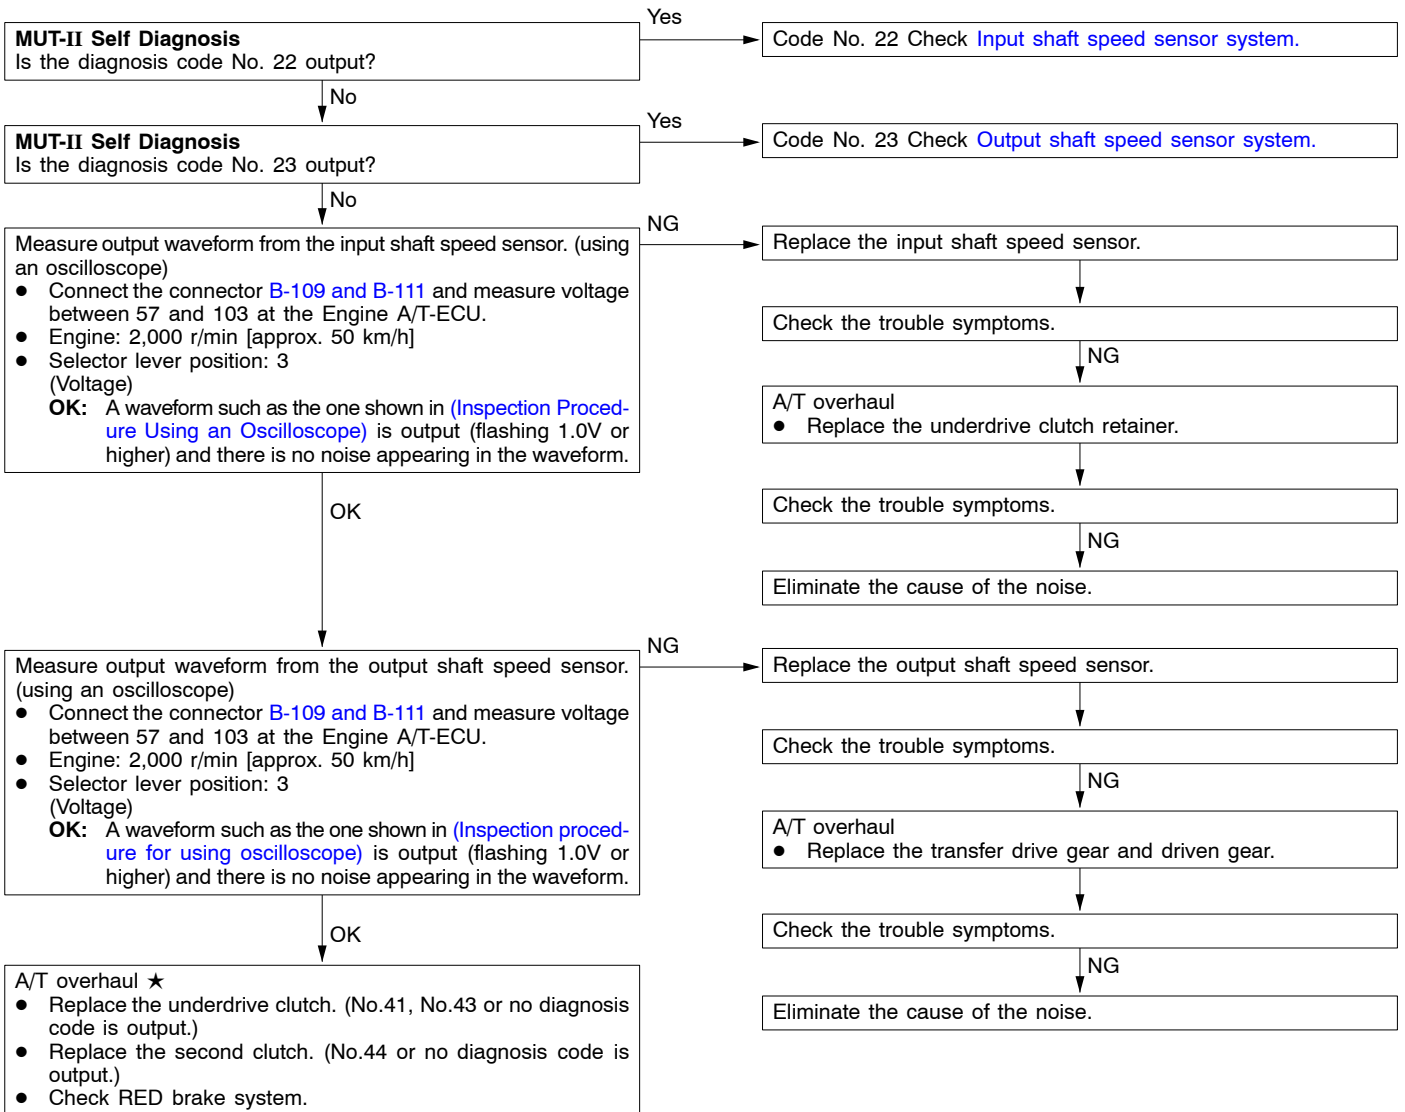 MUT-II Self Diagnosis
Is the diagnosis code No. 22 output?
Yes
Code No. 22 Check Input shaft speed sensor system.
No
MUT-II Self Diagnosis
Is the diagnosis code No. 23 output?
Yes
Code No. 23 Check Output shaft speed sensor system.
No
Measure output waveform from the input shaft speed sensor. (using
an oscilloscope)
● Connect the connector B-109 and B-111 and measure voltage
between 57 and 103 at the Engine A/T-ECU.
● Engine: 2,000 r/min [approx. 50 km/h]
● Selector lever position: 3
(Voltage)
OK: A waveform such as the one shown in (Inspection Proced-
ure Using an Oscilloscope) is output (flashing 1.0V or
higher) and there is no noise appearing in the waveform.
NG
Replace the input shaft speed sensor.
Check the trouble symptoms.
NG
A/T overhaul
● Replace the underdrive clutch retainer.
Check the trouble symptoms.
NG
Eliminate the cause of the noise.
OK
Measure output waveform from the output shaft speed sensor.
(using an oscilloscope)
● Connect the connector B-109 and B-111 and measure voltage
between 57 and 103 at the Engine A/T-ECU.
● Engine: 2,000 r/min [approx. 50 km/h]
● Selector lever position: 3
(Voltage)
OK: A waveform such as the one shown in (Inspection proced-
ure for using oscilloscope) is output (flashing 1.0V or
higher) and there is no noise appearing in the waveform.
NG
Replace the output shaft speed sensor.
Check the trouble symptoms.
NG
A/T overhaul
● Replace the transfer drive gear and driven gear.
Check the trouble symptoms.
NG
Eliminate the cause of the noise.
OK
A/T overhaul ★
● Replace the underdrive clutch. (No.41, No.43 or no diagnosis
code is output.)
● Replace the second clutch. (No.44 or no diagnosis code is
output.)
● Check RED brake system.